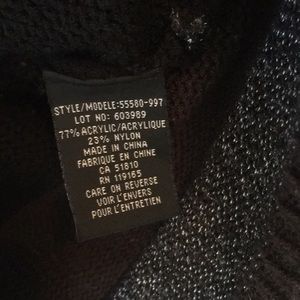 STYLE/MODELE:55580-997
LOT NO: 603989
77% ACRYLIC/ACRYLIQUE
23% NYLON
MADE IN CHINA
FABRIQUE EN CHINE
CA 51810
RN 119165
CARE ON REVERSE
VOIR L'ENVERS
POUR L'ENTRETIEN